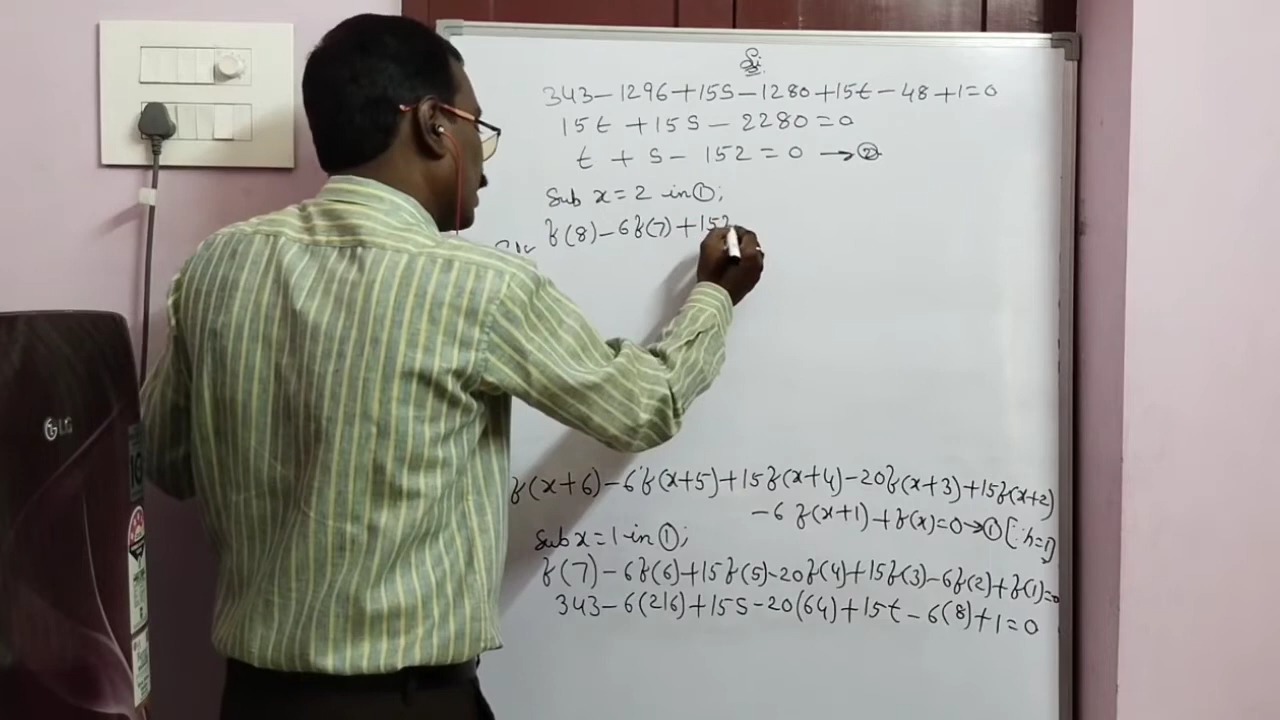 343 - 1296 + 15s - 1280 + 15t - 48 + 1 = 0
15t + 15s - 2280 = 0
t + s - 152 = 0 → ②
Sub x = 2 in ①;
f(8) - 6f(7) + 15f
f(x+6) - 6f(x+5) + 15f(x+4) - 20f(x+3) + 15f(x+2)
- 6f(x+1) + f(x) = 0 → ① [∵ h = 1]
Sub x = 1 in ①;
f(7) - 6f(6) + 15f(5) - 20f(4) + 15f(3) - 6f(2) + f(1) = 0
343 - 6(216) + 15s - 20(64) + 15t - 6(8) + 1 = 0
LG